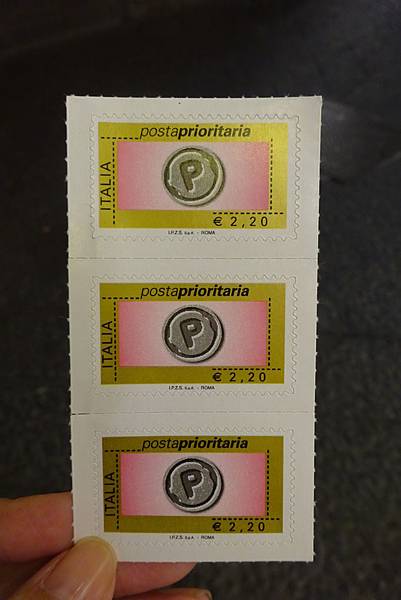 postaprioritaria
ITALIA
P
€ 2,20
I.P.Z.S. S.p.A. - ROMA
postaprioritaria
ITALIA
P
€ 2,20
I.P.Z.S. S.p.A. - ROMA
postaprioritaria
ITALIA
P
€ 2,20
I.P.Z.S. S.p.A. - ROMA